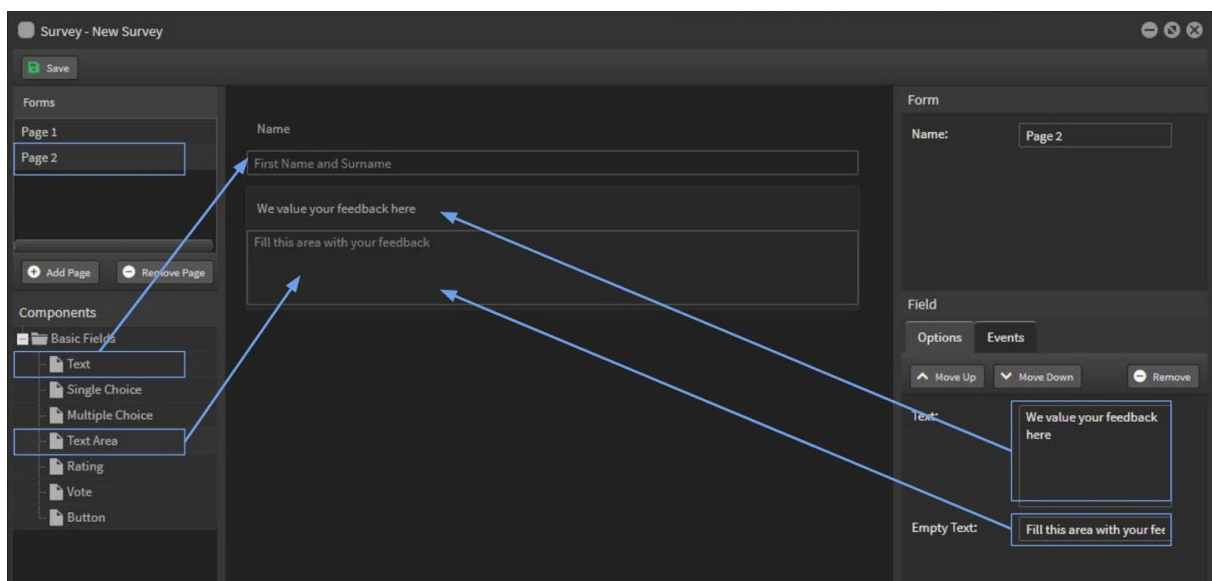 Survey - New Survey
Save
Forms
Page 1
Page 2
Add Page
Remove Page
Components
Basic Fields
Text
Single Choice
Multiple Choice
Text Area
Rating
Vote
Button
Name
First Name and Surname
We value your feedback here
Fill this area with your feedback
Form
Name:
Page 2
Field
Options
Events
Move Up
Move Down
Remove
Text:
We value your feedback
here
Empty Text:
Fill this area with your fee